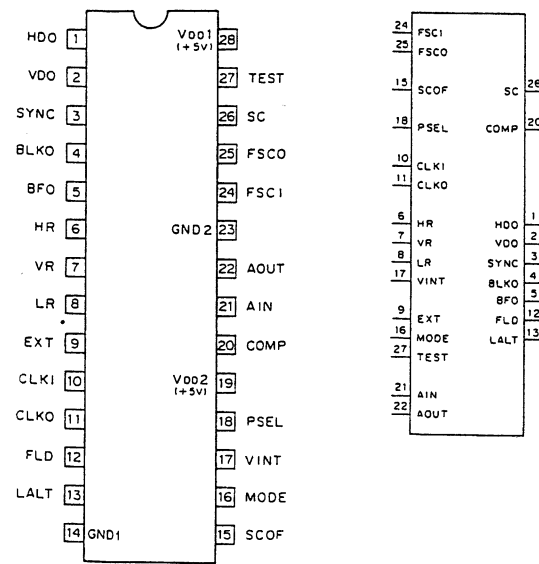 HDO 1
VDO 2
SYNC 3
BLKO 4
BFO 5
HR 6
VR 7
LR 8
EXT 9
CLKI 10
CLKO 11
FLD 12
LALT 13
14 GND1
VDD1 28
(+5V)
27 TEST
26 SC
25 FSCO
24 FSCI
GND2 23
22 AOUT
21 AIN
20 COMP
VDD2 19
(+5V)
18 PSEL
17 VINT
16 MODE
15 SCOF
24 FSCI
25 FSCO
15 SCOF
18 PSEL
10 CLKI
11 CLKO
6 HR
7 VR
8 LR
17 VINT
9 EXT
16 MODE
27 TEST
21 AIN
22 AOUT
SC 26
COMP 20
HDO 1
VDO 2
SYNC 3
BLKO 4
BFO 5
FLD 12
LALT 13